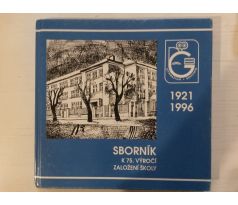 1921
1996
SBORNÍK
K 75. VÝROČÍ
ZALOŽENÍ ŠKOLY